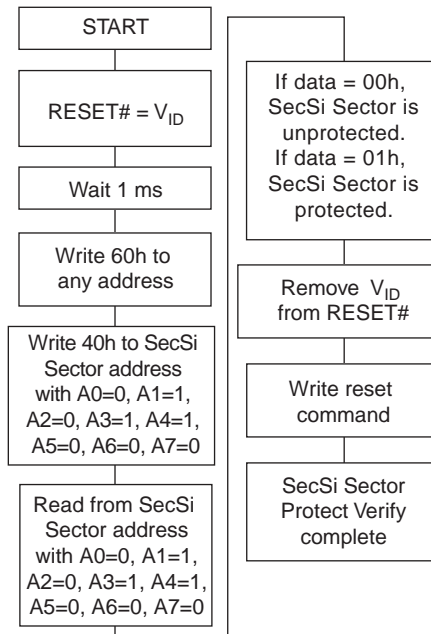 START
RESET# = VID
Wait 1 ms
Write 60h to
any address
Write 40h to SecSi
Sector address
with A0=0, A1=1,
A2=0, A3=1, A4=1,
A5=0, A6=0, A7=0
Read from SecSi
Sector address
with A0=0, A1=1,
A2=0, A3=1, A4=1,
A5=0, A6=0, A7=0
If data = 00h,
SecSi Sector is
unprotected.
If data = 01h,
SecSi Sector is
protected.
Remove VID
from RESET#
Write reset
command
SecSi Sector
Protect Verify
complete